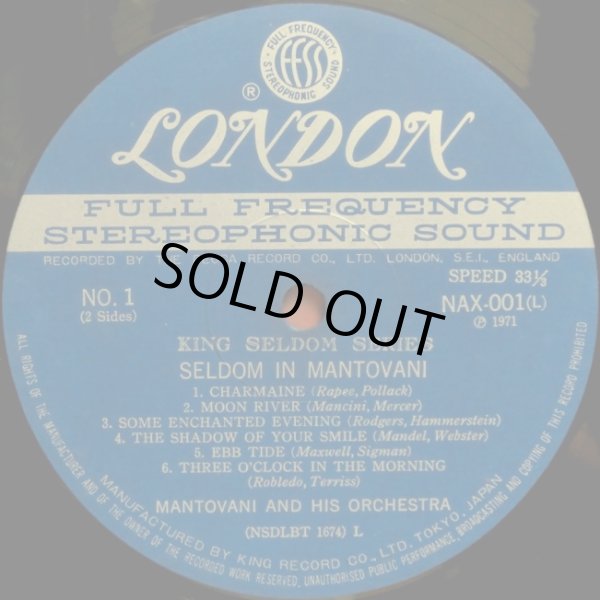 FULL FREQUENCY
FFSS
STEREOPHONIC SOUND
®
LONDON
FULL FREQUENCY
STEREOPHONIC SOUND
RECORDED BY THE RECORD CO., LTD. LONDON, S.E.I., ENGLAND
SPEED 33⅓
NO. 1
NAX-001(L)
(2 Sides)
℗ 1971
SOLD OUT
KING SELDOM SERIES
SELDOM IN MANTOVANI
1. CHARMAINE (Rapee, Pollack)
2. MOON RIVER (Mancini, Mercer)
3. SOME ENCHANTED EVENING (Rodgers, Hammerstein)
4. THE SHADOW OF YOUR SMILE (Mandel, Webster)
5. EBB TIDE (Maxwell, Sigman)
6. THREE O'CLOCK IN THE MORNING
(Robledo, Terriss)
MANTOVANI AND HIS ORCHESTRA
(NSDLBT 1674) L
MANUFACTURED BY KING RECORD CO., LTD. TOKYO, JAPAN
ALL RIGHTS OF THE MANUFACTURER AND OF THE OWNER OF THE RECORDED WORK RESERVED. UNAUTHORISED PUBLIC PERFORMANCE, BROADCASTING AND COPYING OF THIS RECORD PROHIBITED